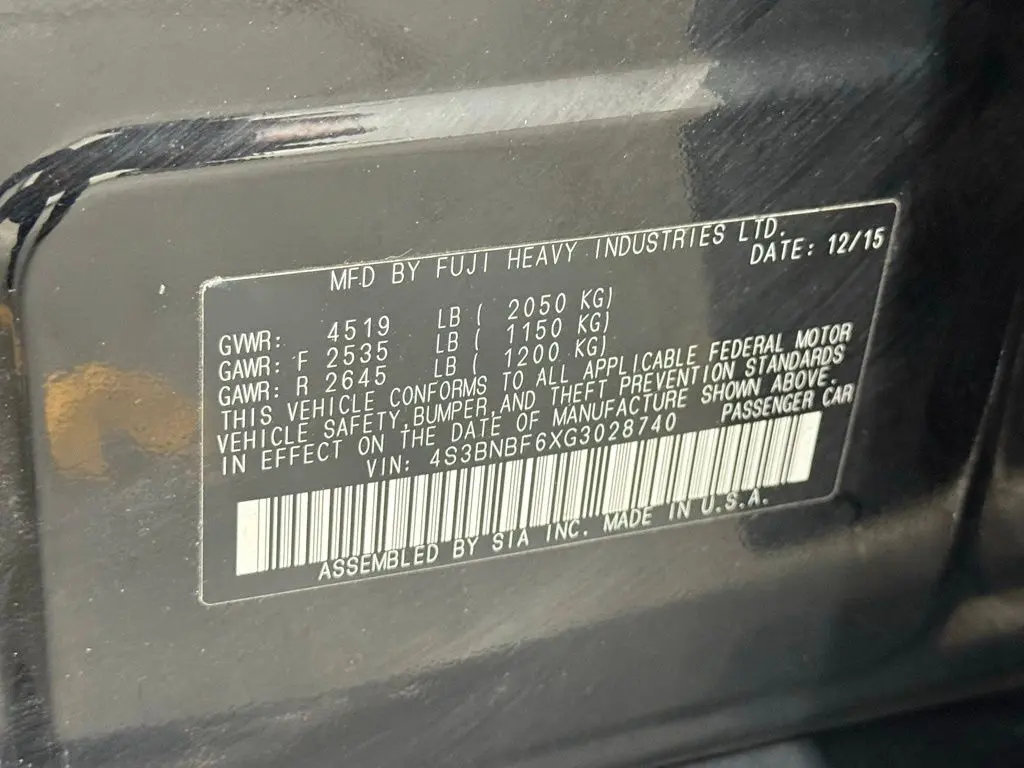 MFD BY FUJI HEAVY INDUSTRIES LTD.
DATE: 12/15
GVWR: 4519 LB ( 2050 KG)
GAWR: F 2535 LB ( 1150 KG)
GAWR: R 2645 LB ( 1200 KG)
THIS VEHICLE CONFORMS TO ALL APPLICABLE FEDERAL MOTOR
VEHICLE SAFETY, BUMPER, AND THEFT PREVENTION STANDARDS
IN EFFECT ON THE DATE OF MANUFACTURE SHOWN ABOVE.
VIN: 4S3BNBF6XG3028740 PASSENGER CAR
ASSEMBLED BY SIA INC. MADE IN U.S.A.